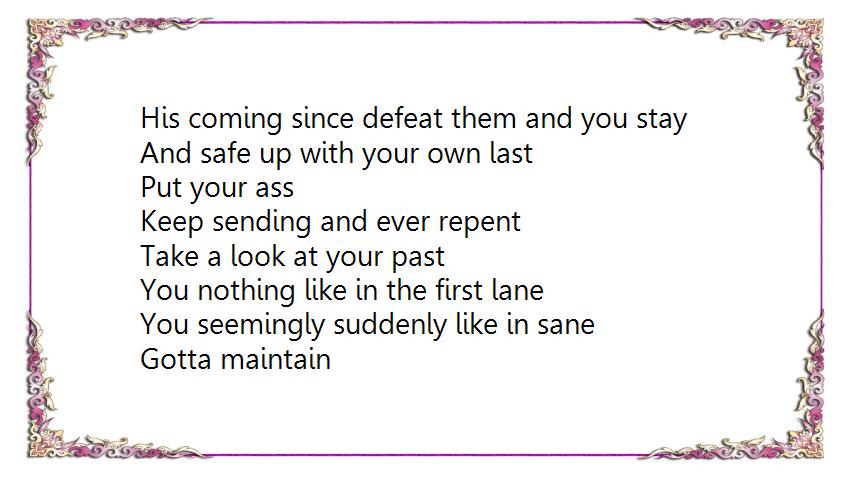 His coming since defeat them and you stay
And safe up with your own last
Put your ass
Keep sending and ever repent
Take a look at your past
You nothing like in the first lane
You seemingly suddenly like in sane
Gotta maintain